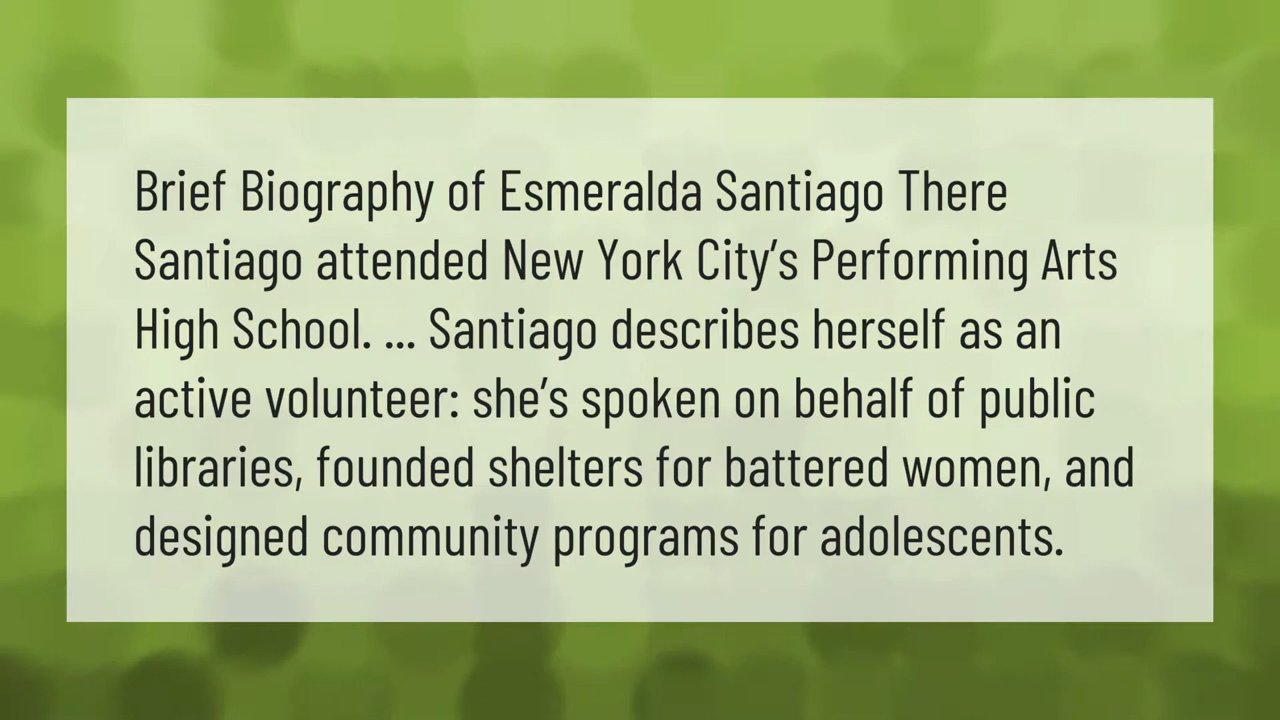 Brief Biography of Esmeralda Santiago There
Santiago attended New York City’s Performing Arts
High School. ... Santiago describes herself as an
active volunteer: she’s spoken on behalf of public
libraries, founded shelters for battered women, and
designed community programs for adolescents.